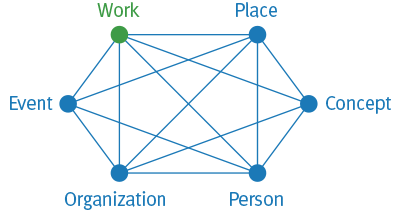 Work
Place
Event
Concept
Organization
Person